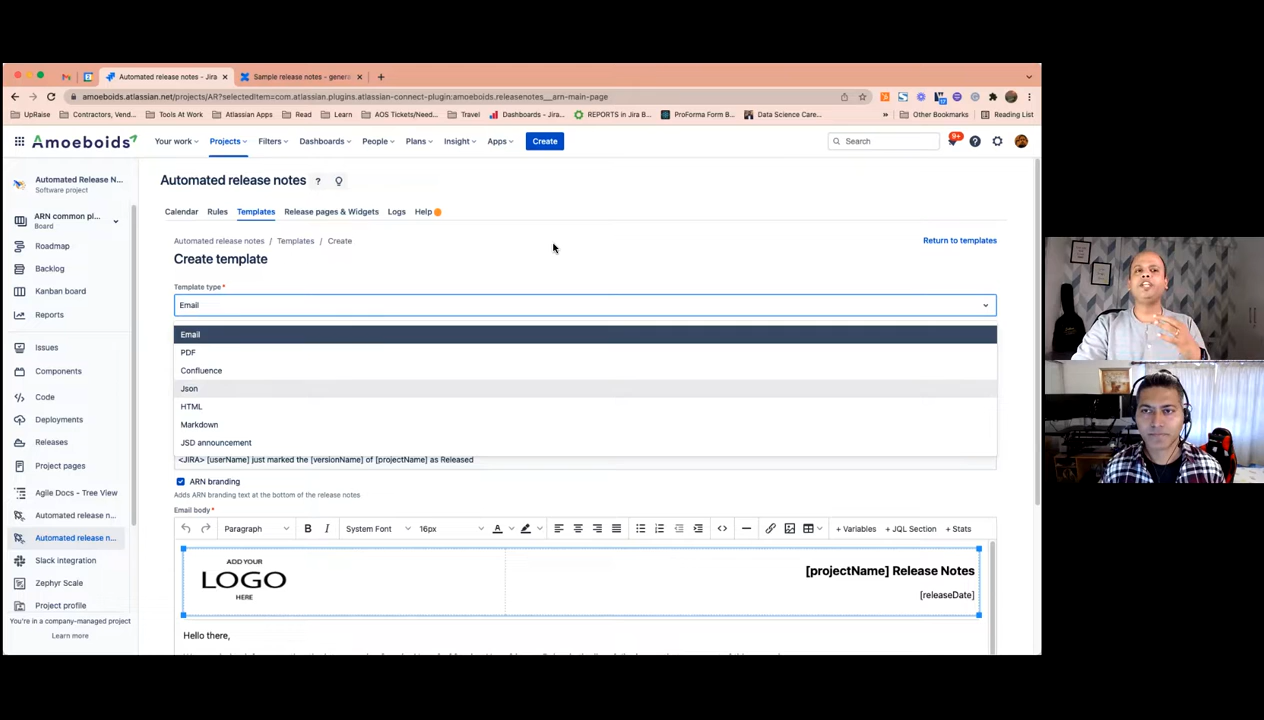 Automated release notes - Jira
Sample release notes - genera
amoeboids.atlassian.net/projects/AR?selectedItem=com.atlassian.plugins.atlassian-connect-plugin:amoeboids.releasenotes__arn-main-page
UpRaise
Contractors, Vend...
Tools At Work
Atlassian Apps
Read
Learn
AOS Tickets/Need...
Travel
Dashboards - Jira...
REPORTS in Jira B...
ProForma Form B...
Data Science Care...
»
Other Bookmarks
Reading List
Amoeboids
Your work
Projects
Filters
Dashboards
People
Plans
Insight
Apps
Create
Search
9+
Automated Release N...
Software project
ARN common pl...
Board
Roadmap
Backlog
Kanban board
Reports
Issues
Components
Code
Deployments
Releases
Project pages
Agile Docs - Tree View
Automated release n...
Automated release n...
Slack integration
Zephyr Scale
Project profile
You're in a company-managed project
Learn more
Automated release notes ?
Calendar
Rules
Templates
Release pages & Widgets
Logs
Help
Automated release notes / Templates / Create
Return to templates
Create template
Template type *
Email
Email
PDF
Confluence
Json
HTML
Markdown
JSD announcement
<JIRA> [userName] just marked the [versionName] of [projectName] as Released
ARN branding
Adds ARN branding text at the bottom of the release notes
Email body *
Paragraph
B
I
System Font
16px
A
+ Variables
+ JQL Section
+ Stats
ADD YOUR
LOGO
HERE
[projectName] Release Notes
[releaseDate]
Hello there,